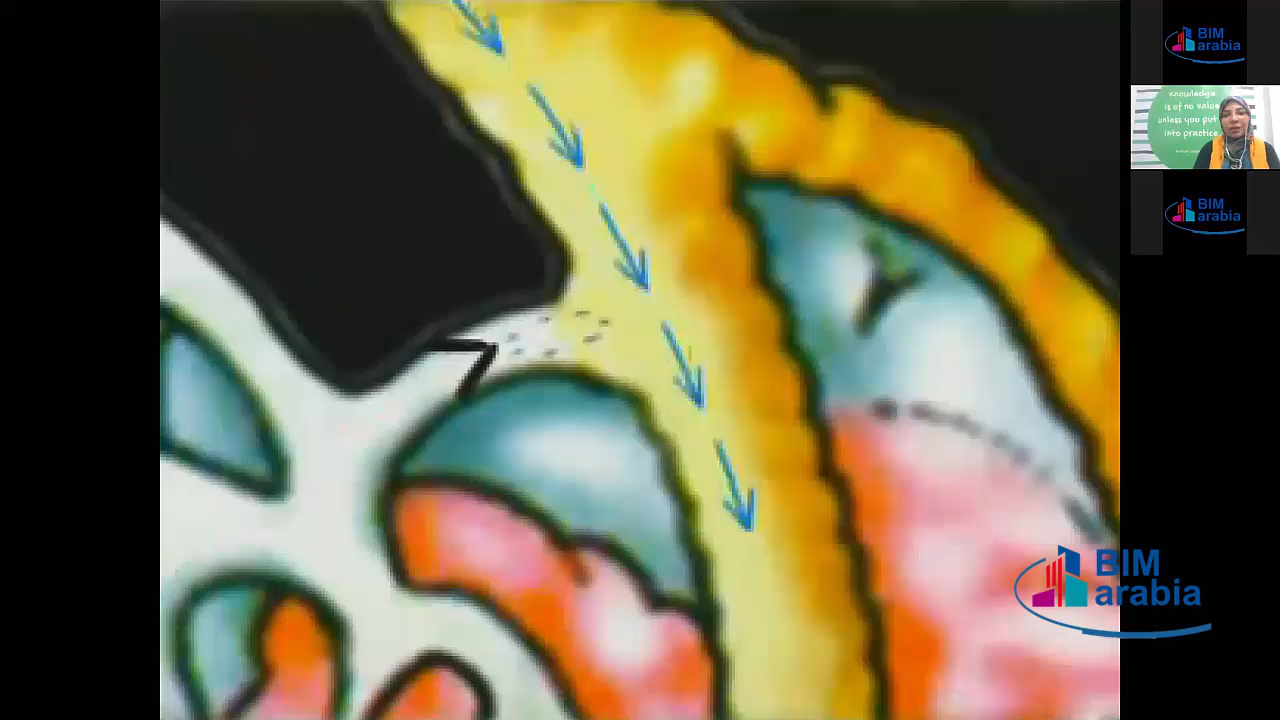 BIM
arabia
knowledge
is of no value
unless you put
into practice
BIM
arabia
BIM
arabia